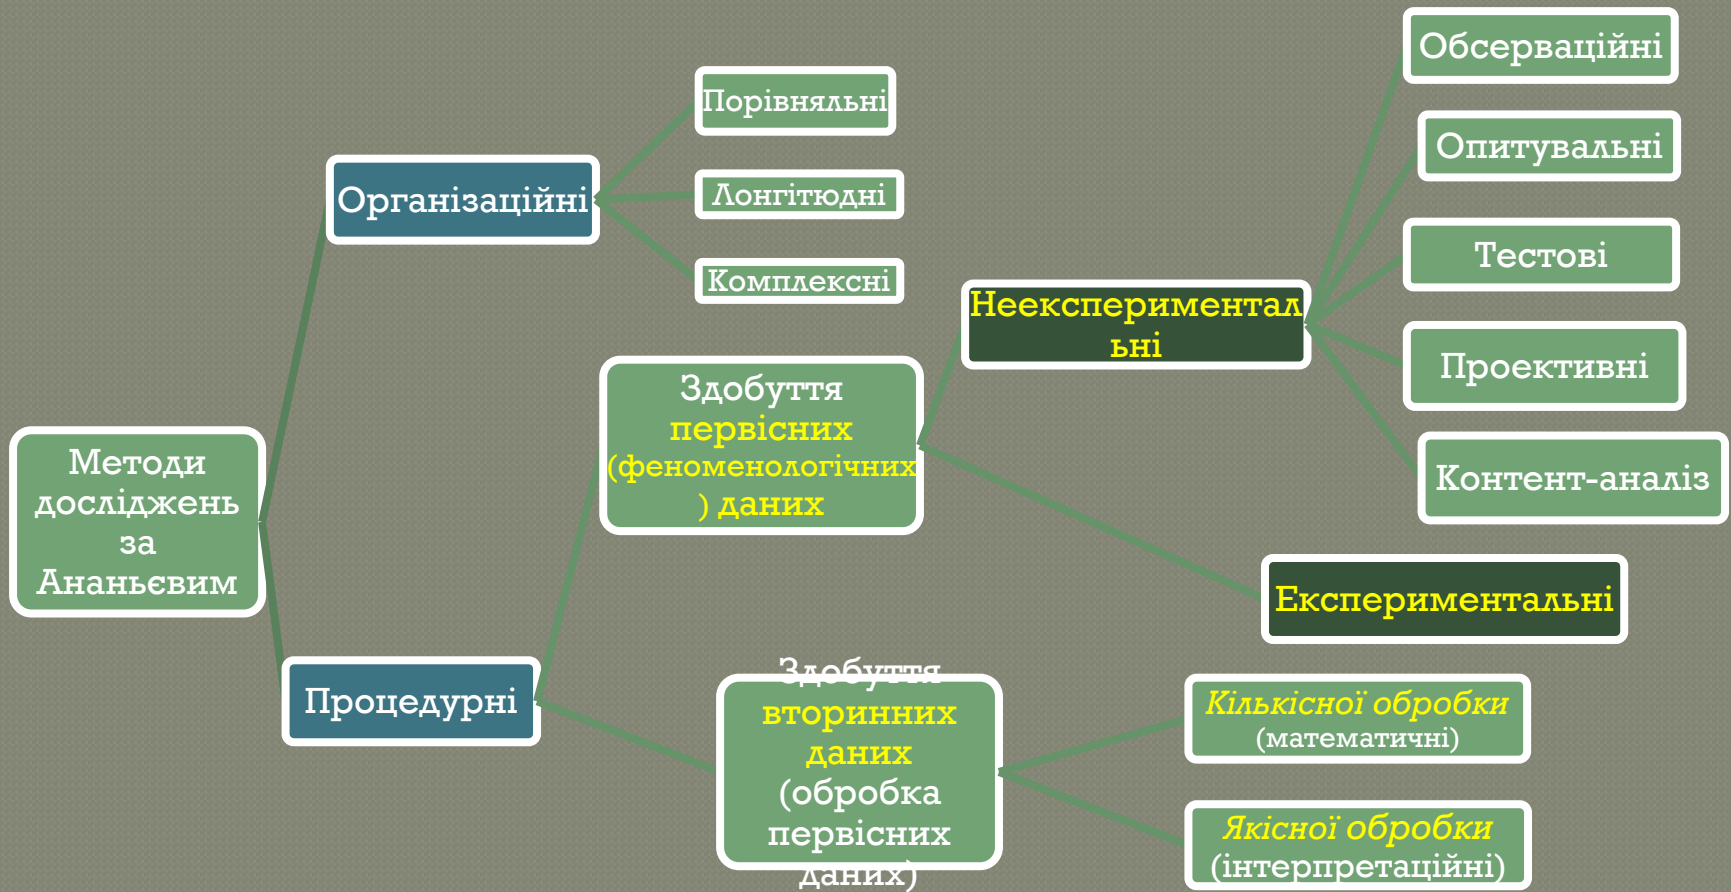 Методи
досліджень
за
Ананьєвим
Організаційні
Порівняльні
Лонгітюдні
Комплексні
Процедурні
Здобуття
первісних
(феноменологічних
) даних
Неекспериментал
ьні
Обсерваційні
Опитувальні
Тестові
Проективні
Контент-аналіз
Експериментальні
Здобуття
вторинних
даних
(обробка
первісних
даних)
Кількісної обробки
(математичні)
Якісної обробки
(інтерпретаційні)